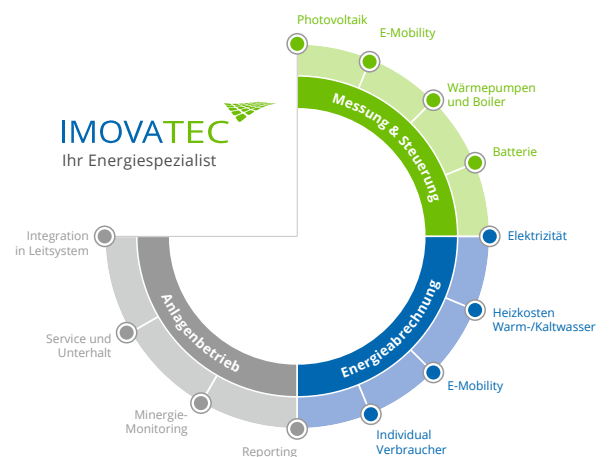 Photovoltaik
E-Mobility
Wärmepumpen
und Boiler
Batterie
Messung & Steuerung
IMOVATEC
Ihr Energiespezialist
Elektrizität
Heizkosten
Warm-/Kaltwasser
E-Mobility
Individual
Verbraucher
Energieabrechnung
Integration
in Leitsystem
Service und
Unterhalt
Minergie-
Monitoring
Reporting
Anlagenbetrieb